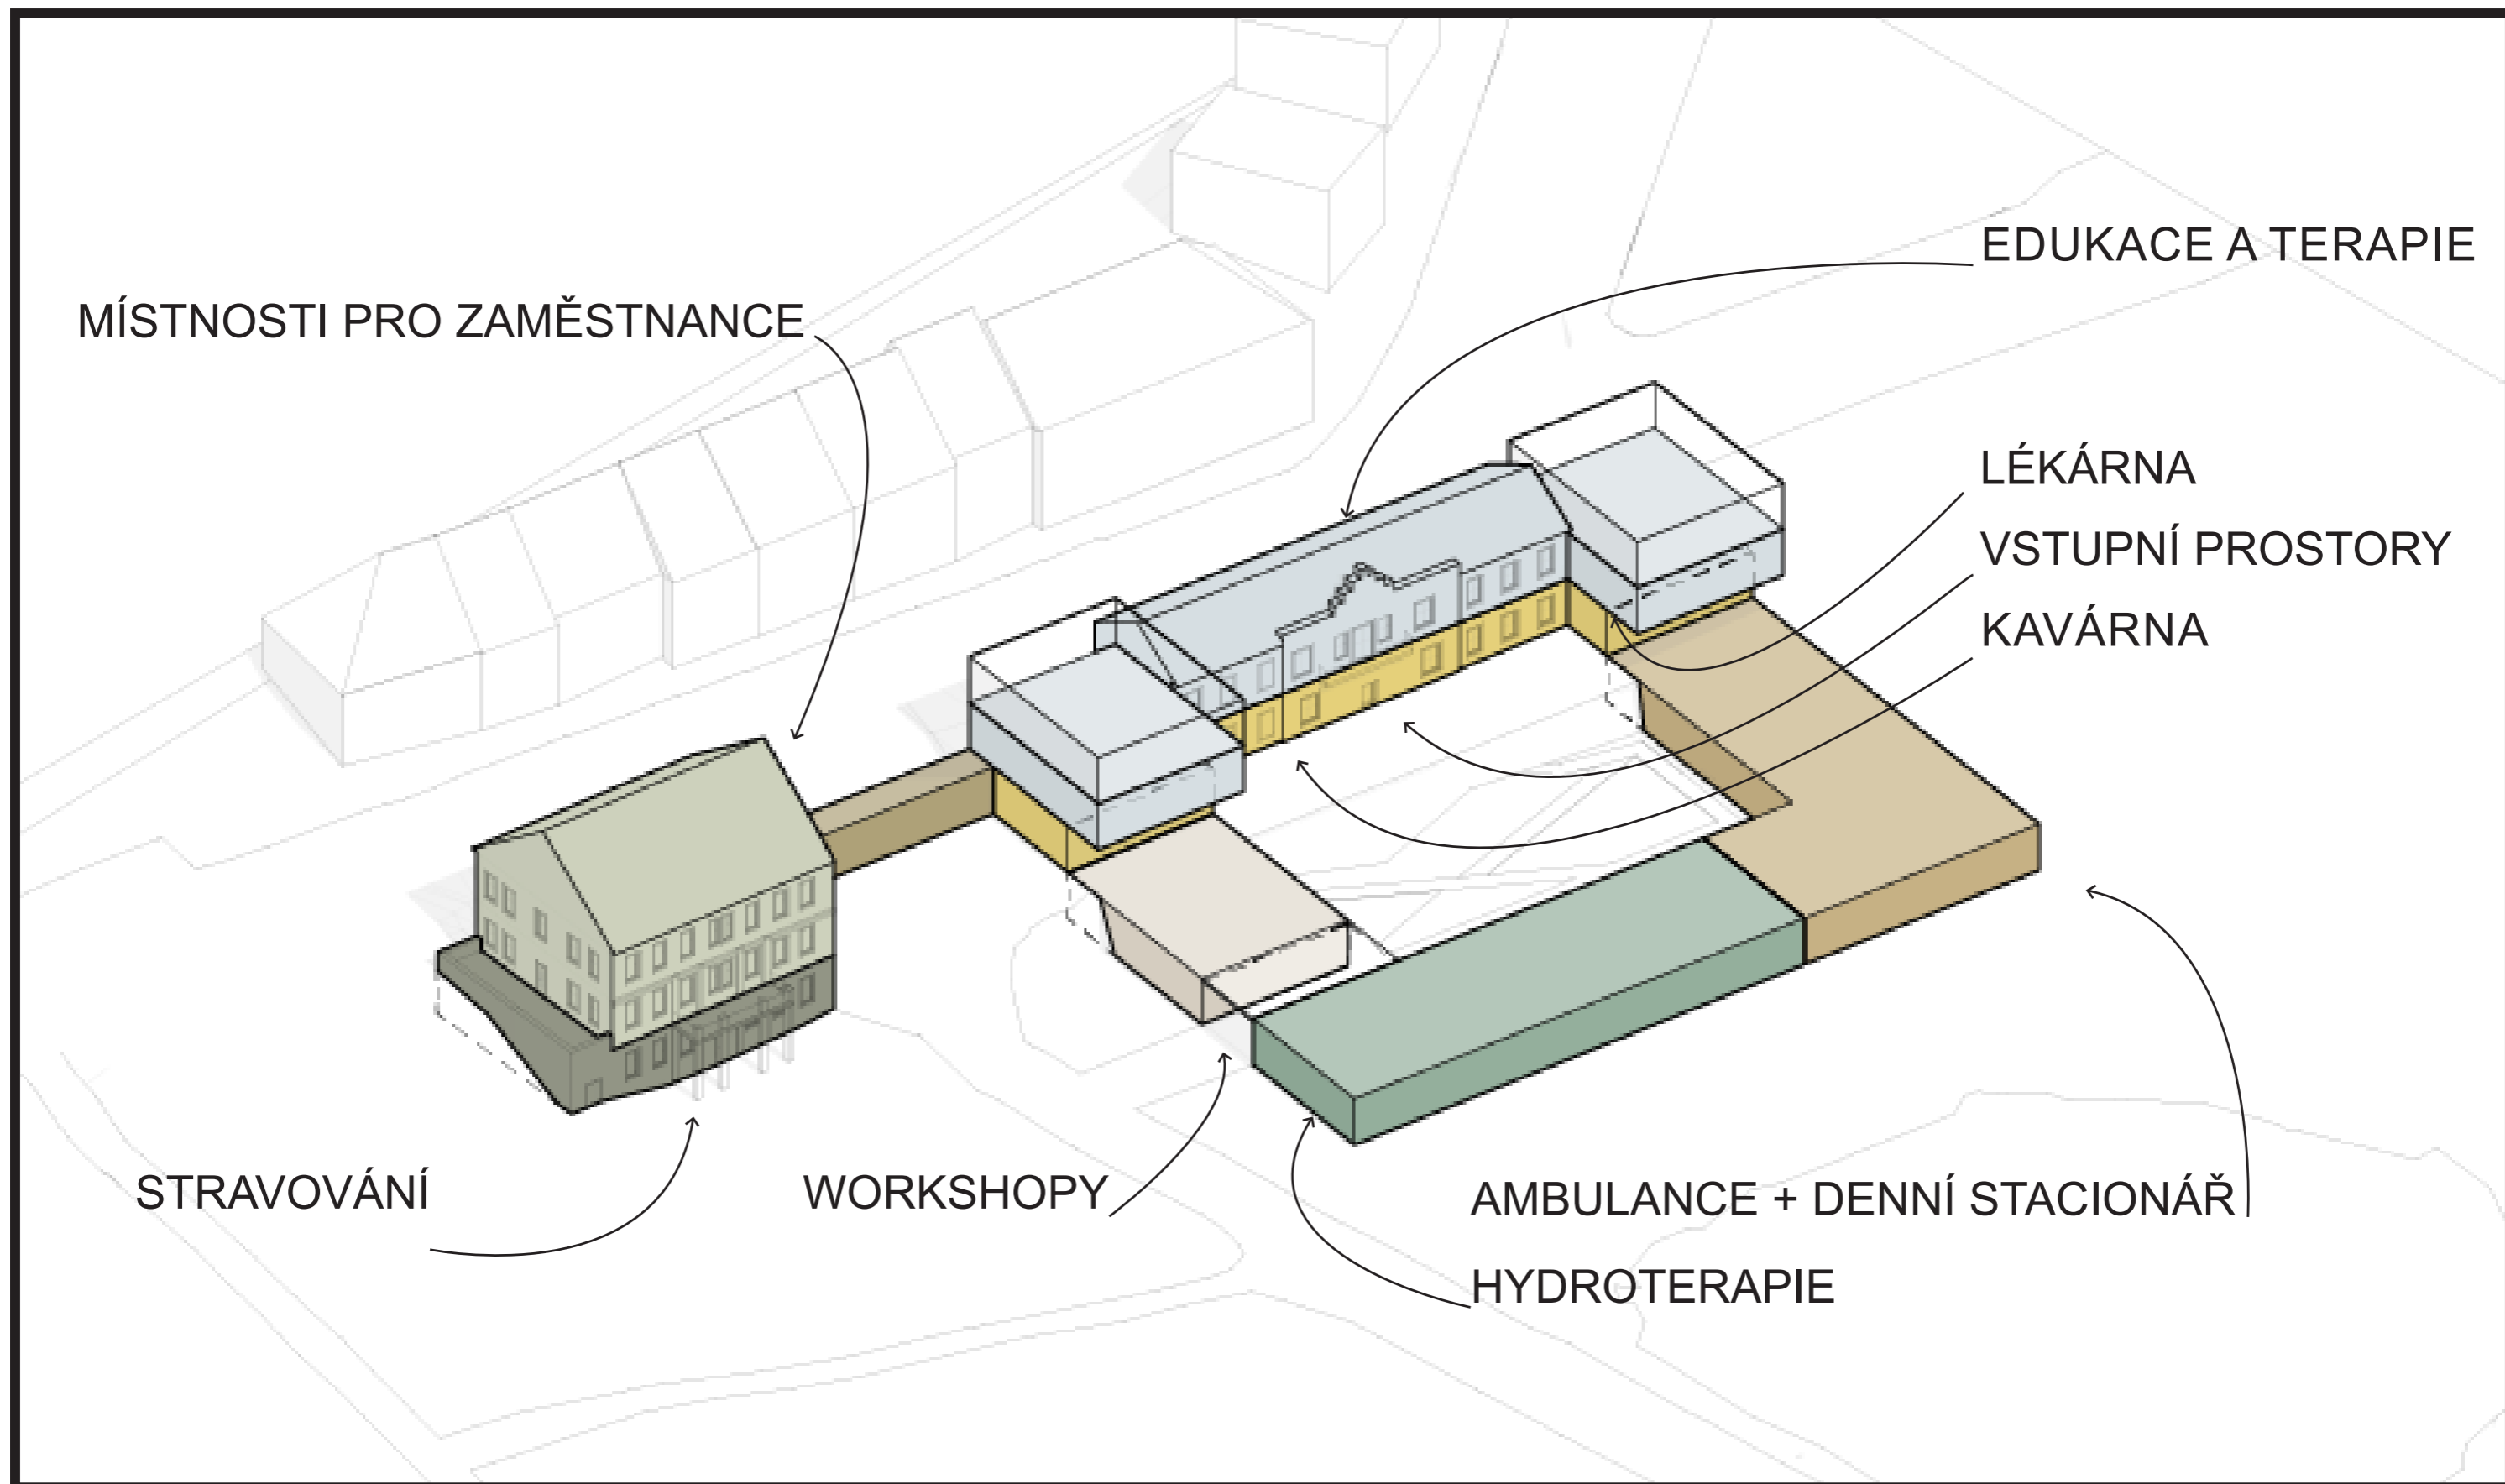 EDUKACE A TERAPIE
MÍSTNOSTI PRO ZAMĚSTNANCE
LÉKÁRNA
VSTUPNÍ PROSTORY
KAVÁRNA
STRAVOVÁNÍ
WORKSHOPY
AMBULANCE + DENNÍ STACIONÁŘ
HYDROTERAPIE